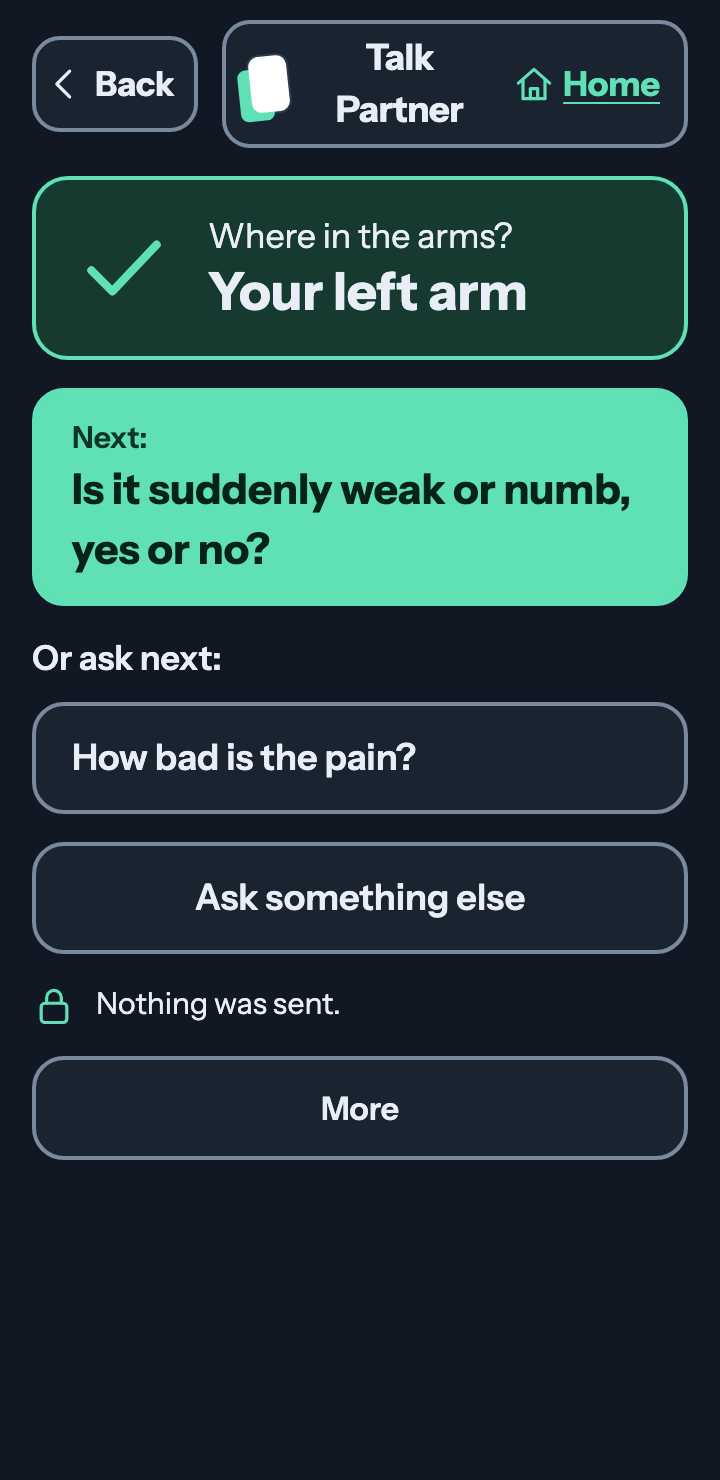 Back
Talk
Partner
Home
Where in the arms?
Your left arm
Next:
Is it suddenly weak or numb,
yes or no?
Or ask next:
How bad is the pain?
Ask something else
Nothing was sent.
More